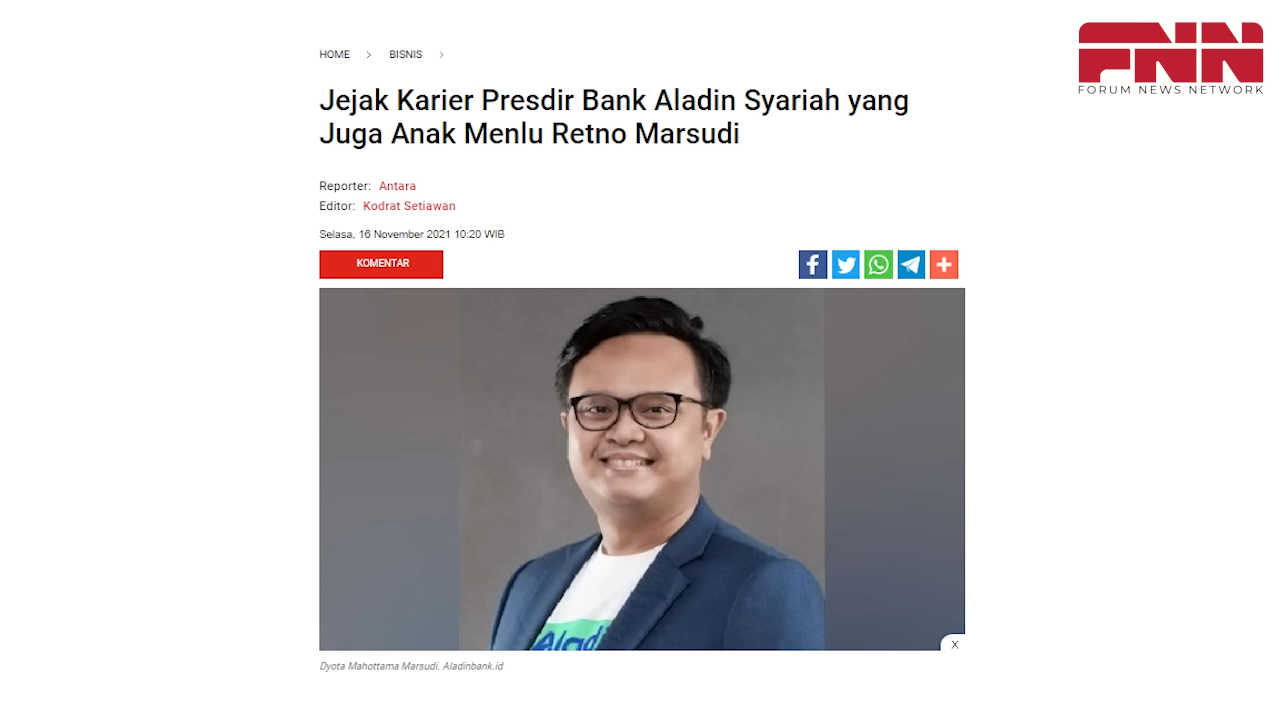 FNN
FORUM NEWS NETWORK
HOME > BISNIS >
Jejak Karier Presdir Bank Aladin Syariah yang
Juga Anak Menlu Retno Marsudi
Reporter: Antara
Editor: Kodrat Setiawan
Selasa, 16 November 2021 10:20 WIB
KOMENTAR
Aladi
X
Dyota Mahottama Marsudi. Aladinbank.id